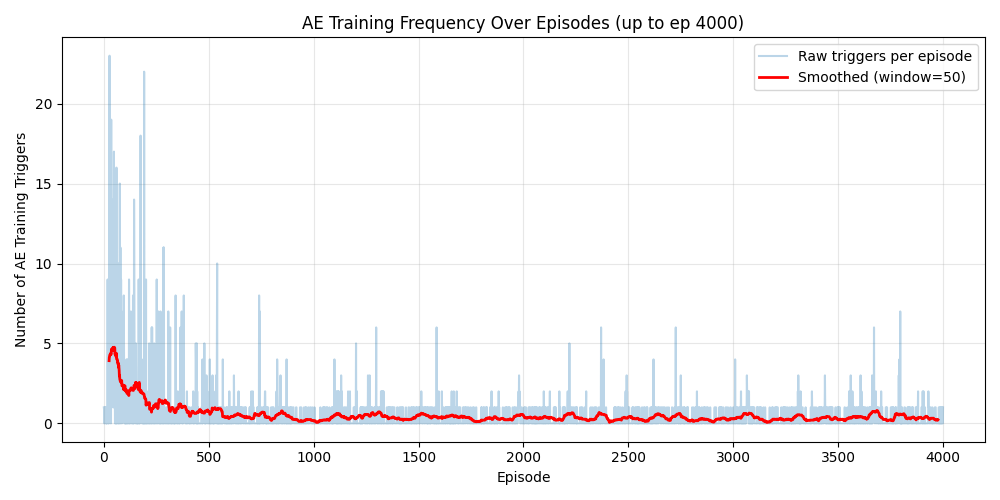 AE Training Frequency Over Episodes (up to ep 4000)
Raw triggers per episode
Smoothed (window=50)
Number of AE Training Triggers
20
15
10
5
0
0 500 1000 1500 2000 2500 3000 3500 4000
Episode